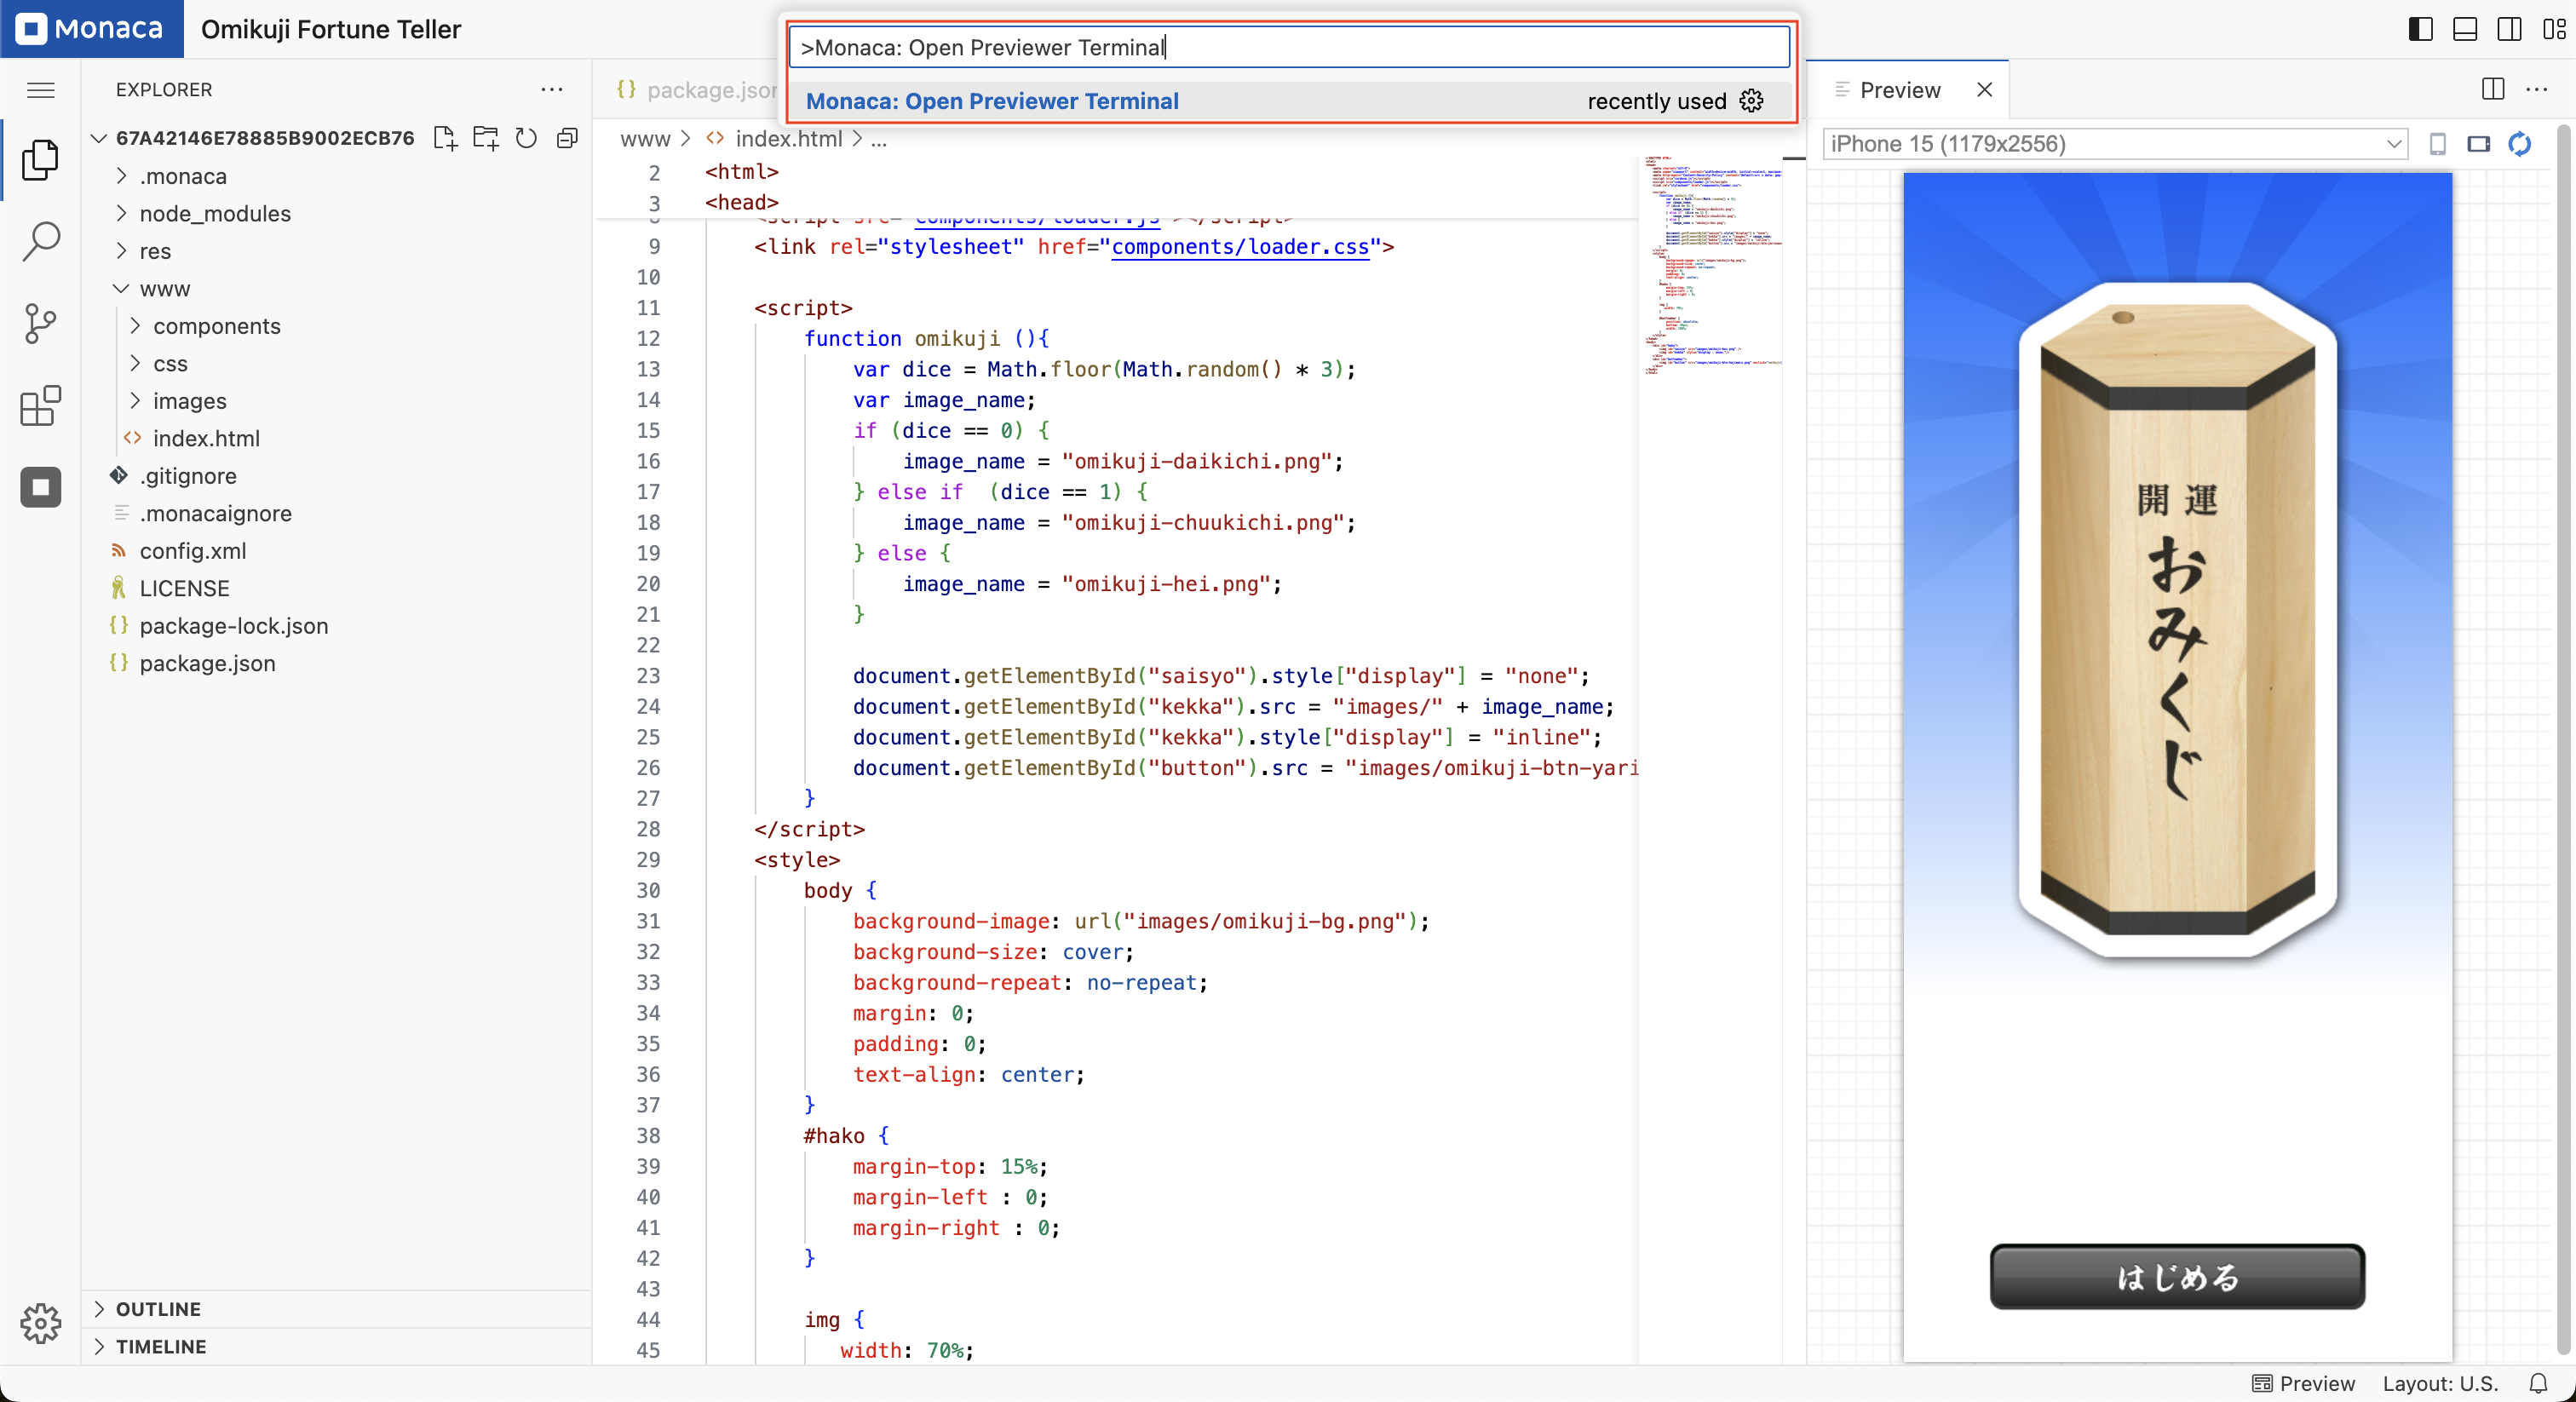 Monaca
Omikuji Fortune Teller
>Monaca: Open Previewer Terminal
Monaca: Open Previewer Terminal
recently used
EXPLORER
67A42146E78885B9002ECB76
.monaca
node_modules
res
www
components
css
images
index.html
.gitignore
.monacaignore
config.xml
LICENSE
package-lock.json
package.json
OUTLINE
TIMELINE
{} package.json
www > <> index.html > ...
2 <html>
3 <head>
8 <script src="components/loader.js"></script>
9 <link rel="stylesheet" href="components/loader.css">
10
11 <script>
12 function omikuji (){
13 var dice = Math.floor(Math.random() * 3);
14 var image_name;
15 if (dice == 0) {
16 image_name = "omikuji-daikichi.png";
17 } else if  (dice == 1) {
18 image_name = "omikuji-chuukichi.png";
19 } else {
20 image_name = "omikuji-hei.png";
21 }
22
23 document.getElementById("saisyo").style["display"] = "none";
24 document.getElementById("kekka").src = "images/" + image_name;
25 document.getElementById("kekka").style["display"] = "inline";
26 document.getElementById("button").src = "images/omikuji-btn-yari
27 }
28 </script>
29 <style>
30 body {
31 background-image: url("images/omikuji-bg.png");
32 background-size: cover;
33 background-repeat: no-repeat;
34 margin: 0;
35 padding: 0;
36 text-align: center;
37 }
38 #hako {
39 margin-top: 15%;
40 margin-left : 0;
41 margin-right : 0;
42 }
43
44 img {
45 width: 70%;
Preview
iPhone 15 (1179x2556)
開運
おみくじ
はじめる
Preview
Layout: U.S.